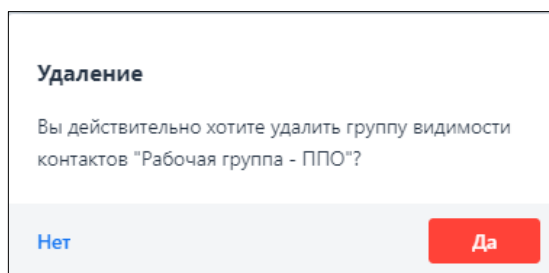 Удаление
Вы действительно хотите удалить группу видимости
контактов "Рабочая группа - ППО"?
Нет
Да